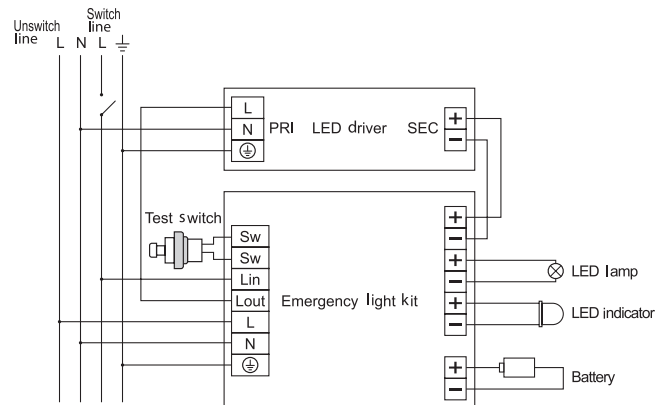 Unswitch
line
Switch
line
L N L
L
N
PRI LED driver SEC
+
−
Test switch
Sw
Sw
Lin
Lout
L
N
Emergency light kit
+
−
+
−
LED lamp
+
−
LED indicator
+
−
Battery